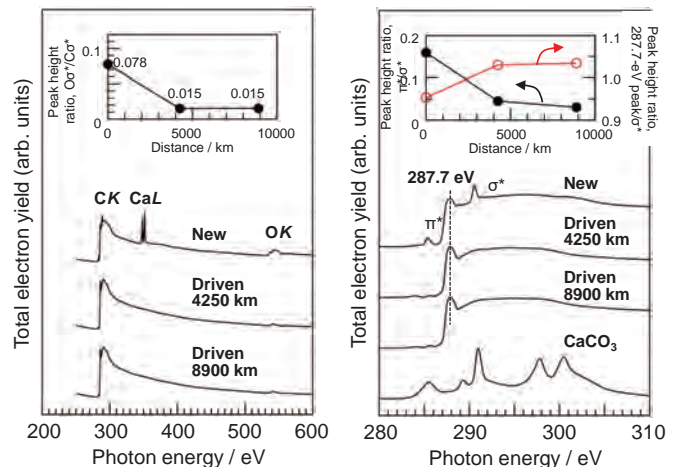 Total electron yield (arb. units)
Peak height
ratio, Oσ*/Cσ*
0.1
0
0.078
0.015
0.015
0
5000
10000
Distance / km
CK
CaL
OK
New
Driven
4250 km
Driven
8900 km
200
300
400
500
600
Photon energy / eV
Total electron yield (arb. units)
Peak height ratio,
π*/σ*
0.2
0.1
0
1.1
1.0
0.9
Peak height ratio,
287.7-eV peak/σ*
0
5000
10000
Distance / km
287.7 eV
π*
σ*
New
Driven
4250 km
Driven
8900 km
CaCO3
280
290
300
310
Photon energy / eV